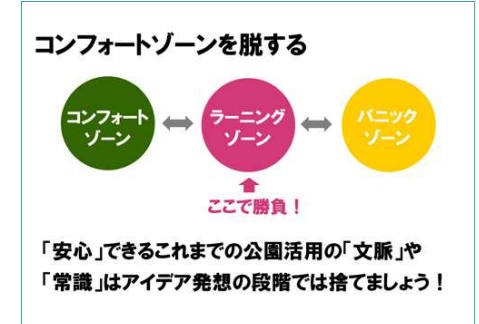 コンフォートゾーンを脱する
コンフォート
ゾーン
ラーニング
ゾーン
パニック
ゾーン
ここで勝負！
「安心」できるこれまでの公園活用の「文脈」や
「常識」はアイデア発想の段階では捨てましょう！